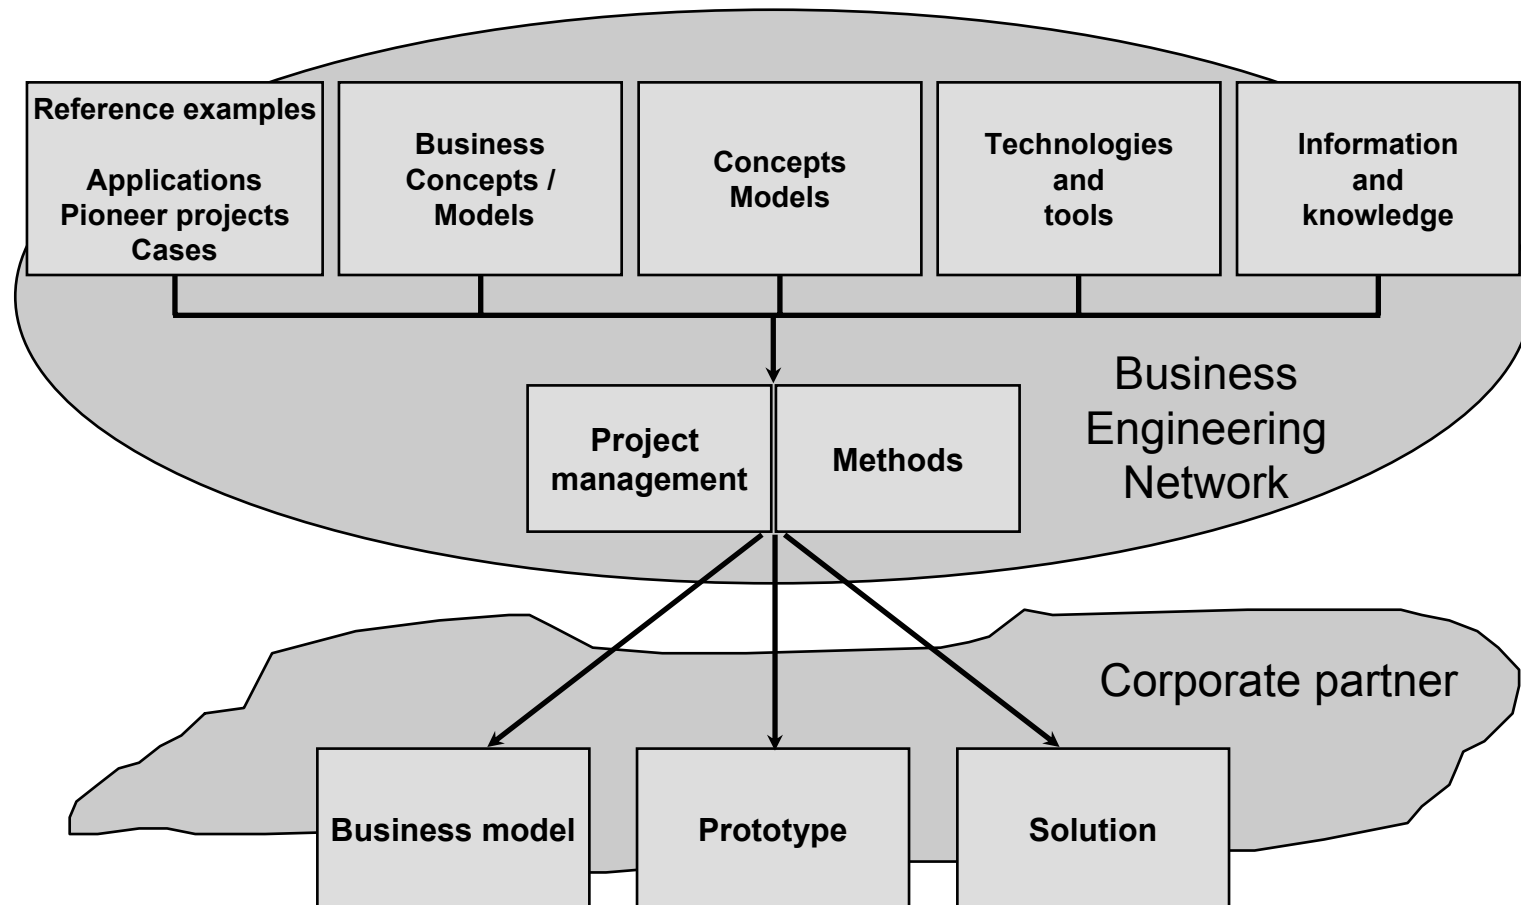 Reference examples
Applications
Pioneer projects
Cases
Business
Concepts /
Models
Concepts
Models
Technologies
and
tools
Information
and
knowledge
Project
management
Methods
Business
Engineering
Network
Corporate partner
Business model
Prototype
Solution